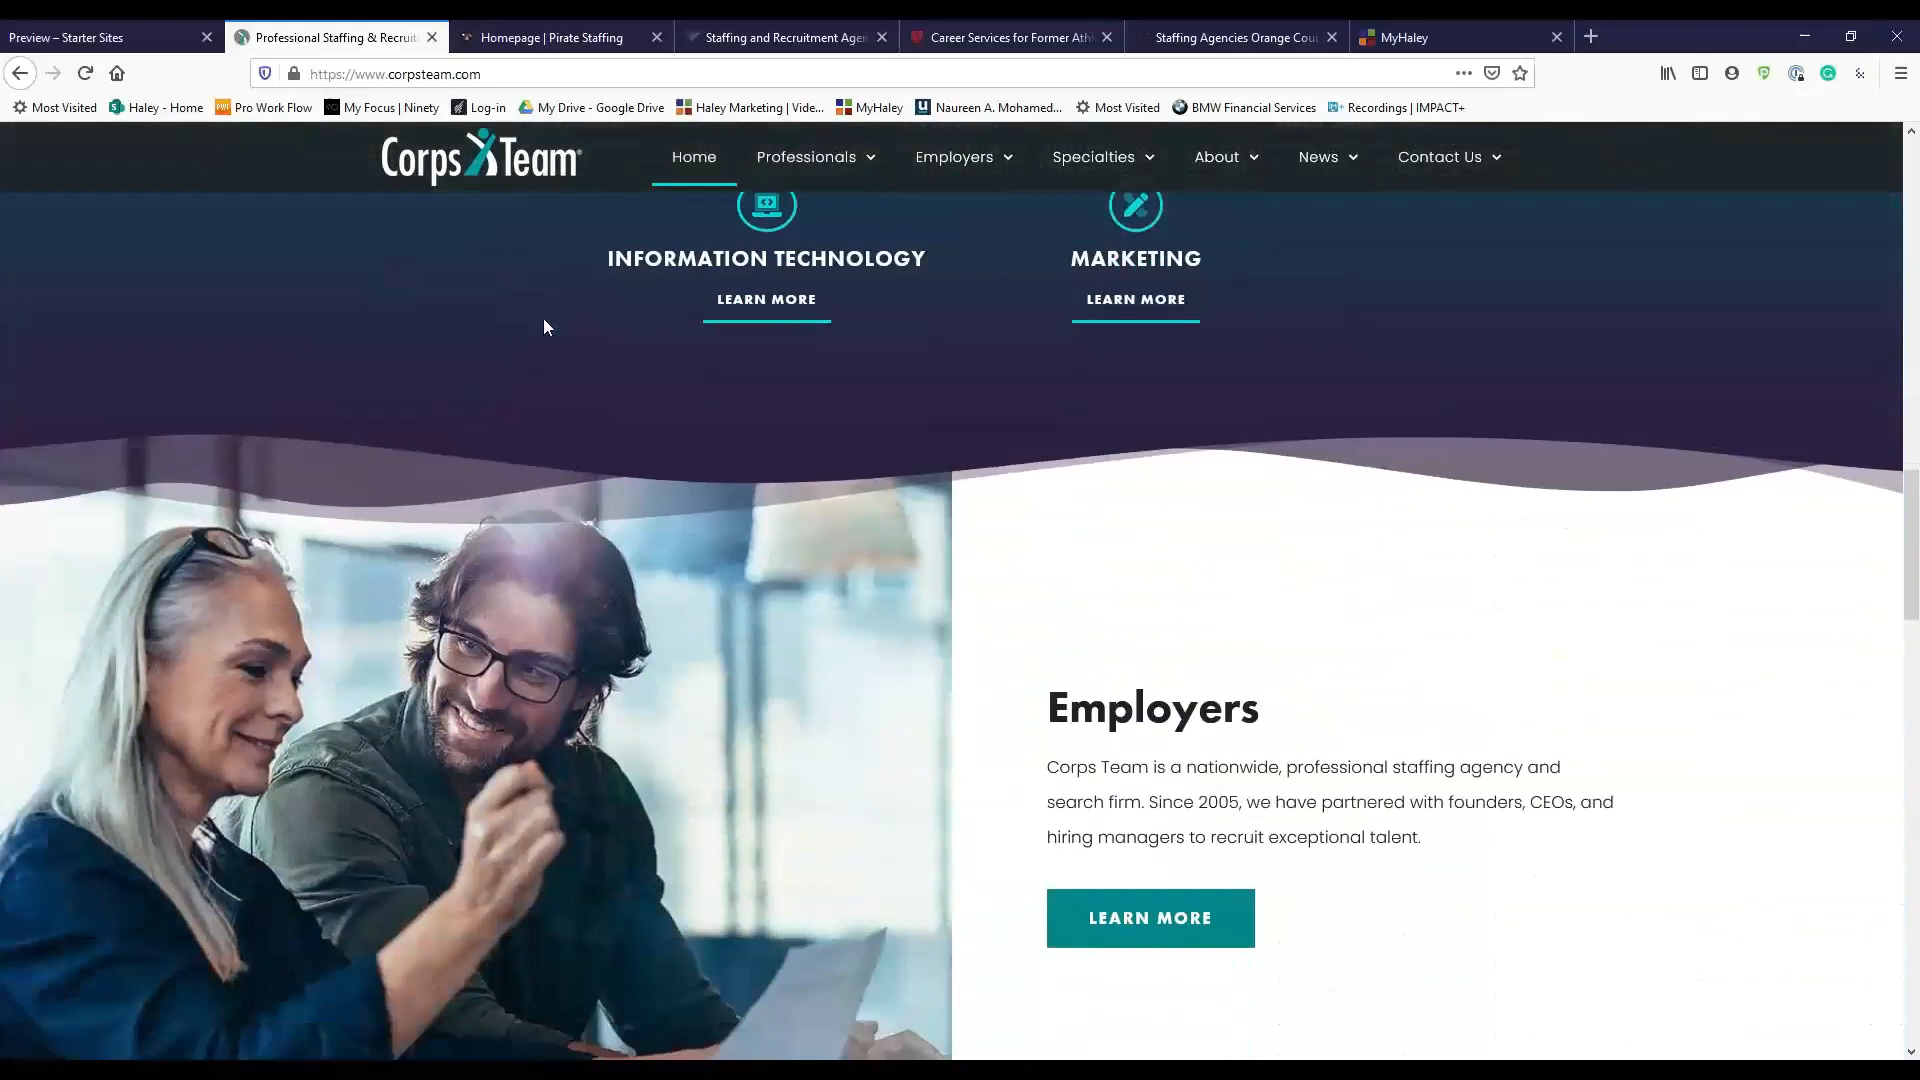 Preview – Starter Sites
Professional Staffing & Recruit
Homepage | Pirate Staffing
Staffing and Recruitment Agen
Career Services for Former Athl
Staffing Agencies Orange Cou
MyHaley
https://www.corpsteam.com
Most Visited
Haley - Home
Pro Work Flow
My Focus | Ninety
Log-in
My Drive - Google Drive
Haley Marketing | Vide...
MyHaley
Naureen A. Mohamed...
Most Visited
BMW Financial Services
Recordings | IMPACT+
Corps Team®
Home
Professionals
Employers
Specialties
About
News
Contact Us
INFORMATION TECHNOLOGY
LEARN MORE
MARKETING
LEARN MORE
Employers
Corps Team is a nationwide, professional staffing agency and
search firm. Since 2005, we have partnered with founders, CEOs, and
hiring managers to recruit exceptional talent.
LEARN MORE